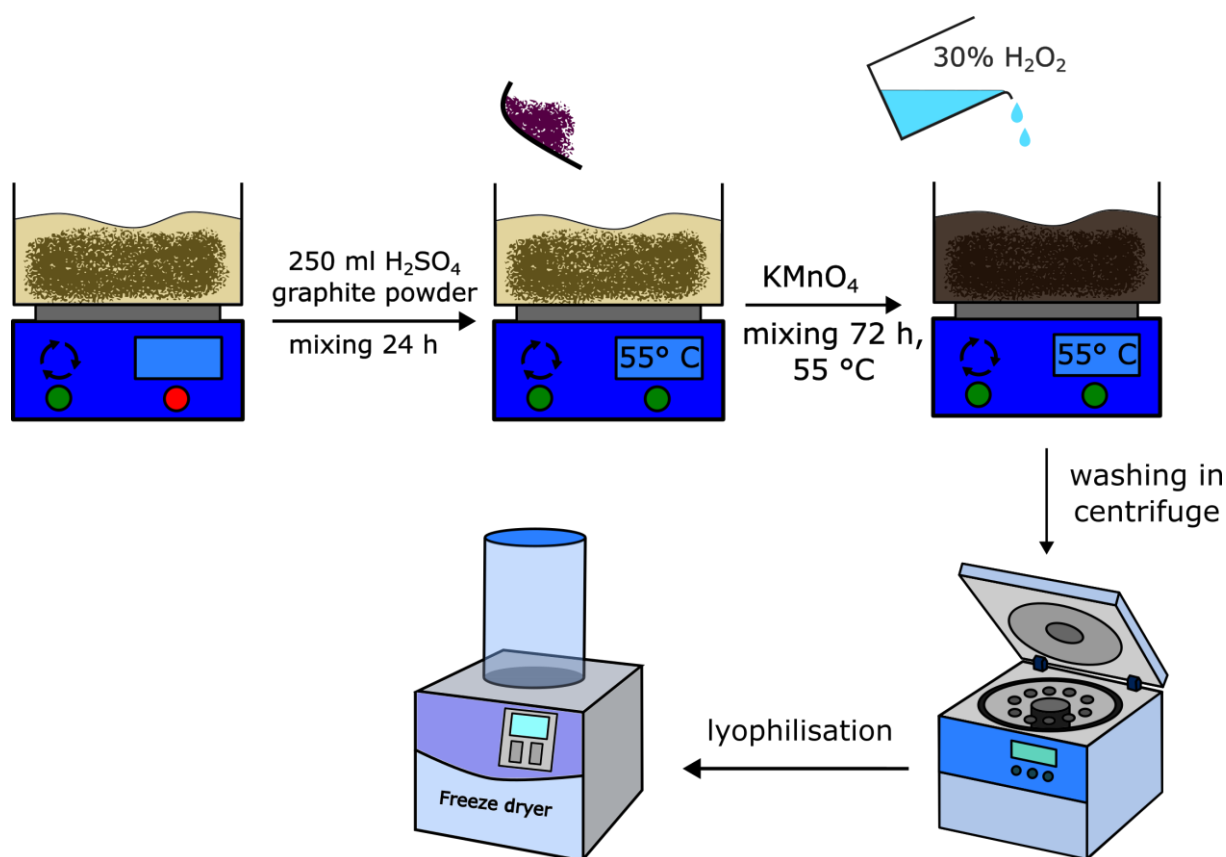 30% H₂O₂
250 ml H₂SO₄
graphite powder
mixing 24 h
55° C
KMnO₄
mixing 72 h,
55 °C
55° C
washing in
centrifuge
lyophilisation
Freeze dryer